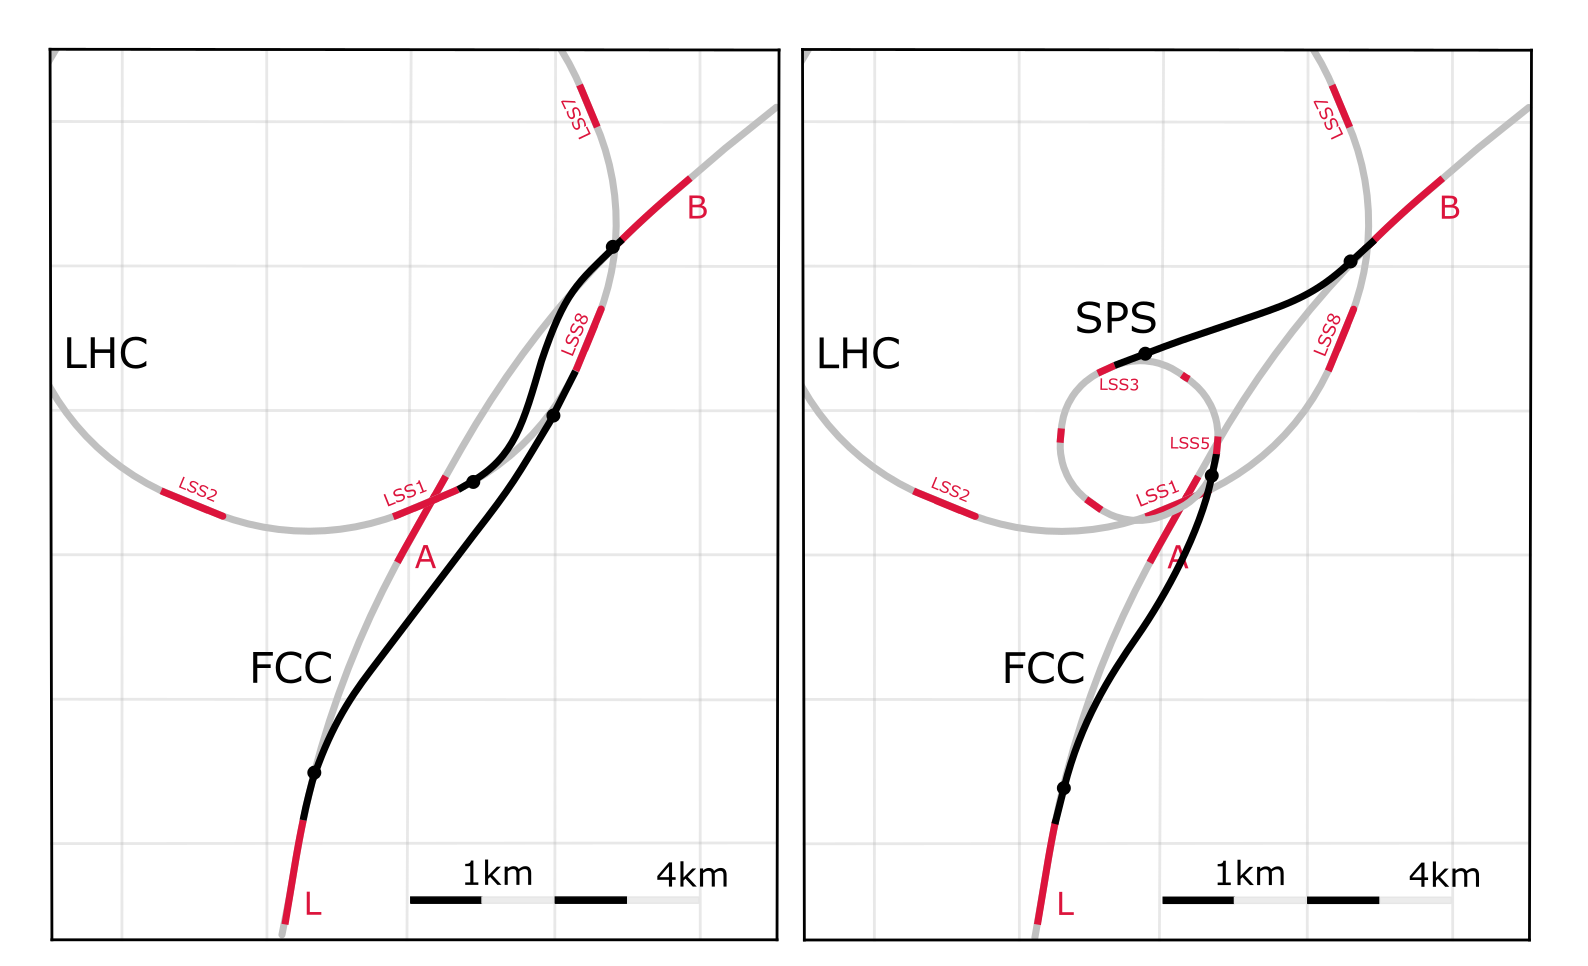 LSS7
B
LSS8
LHC
LSS2
LSS1
A
FCC
1km
4km
L
LSS7
B
SPS
LSS8
LHC
LSS3
LSS5
LSS2
LSS1
A
FCC
1km
4km
L